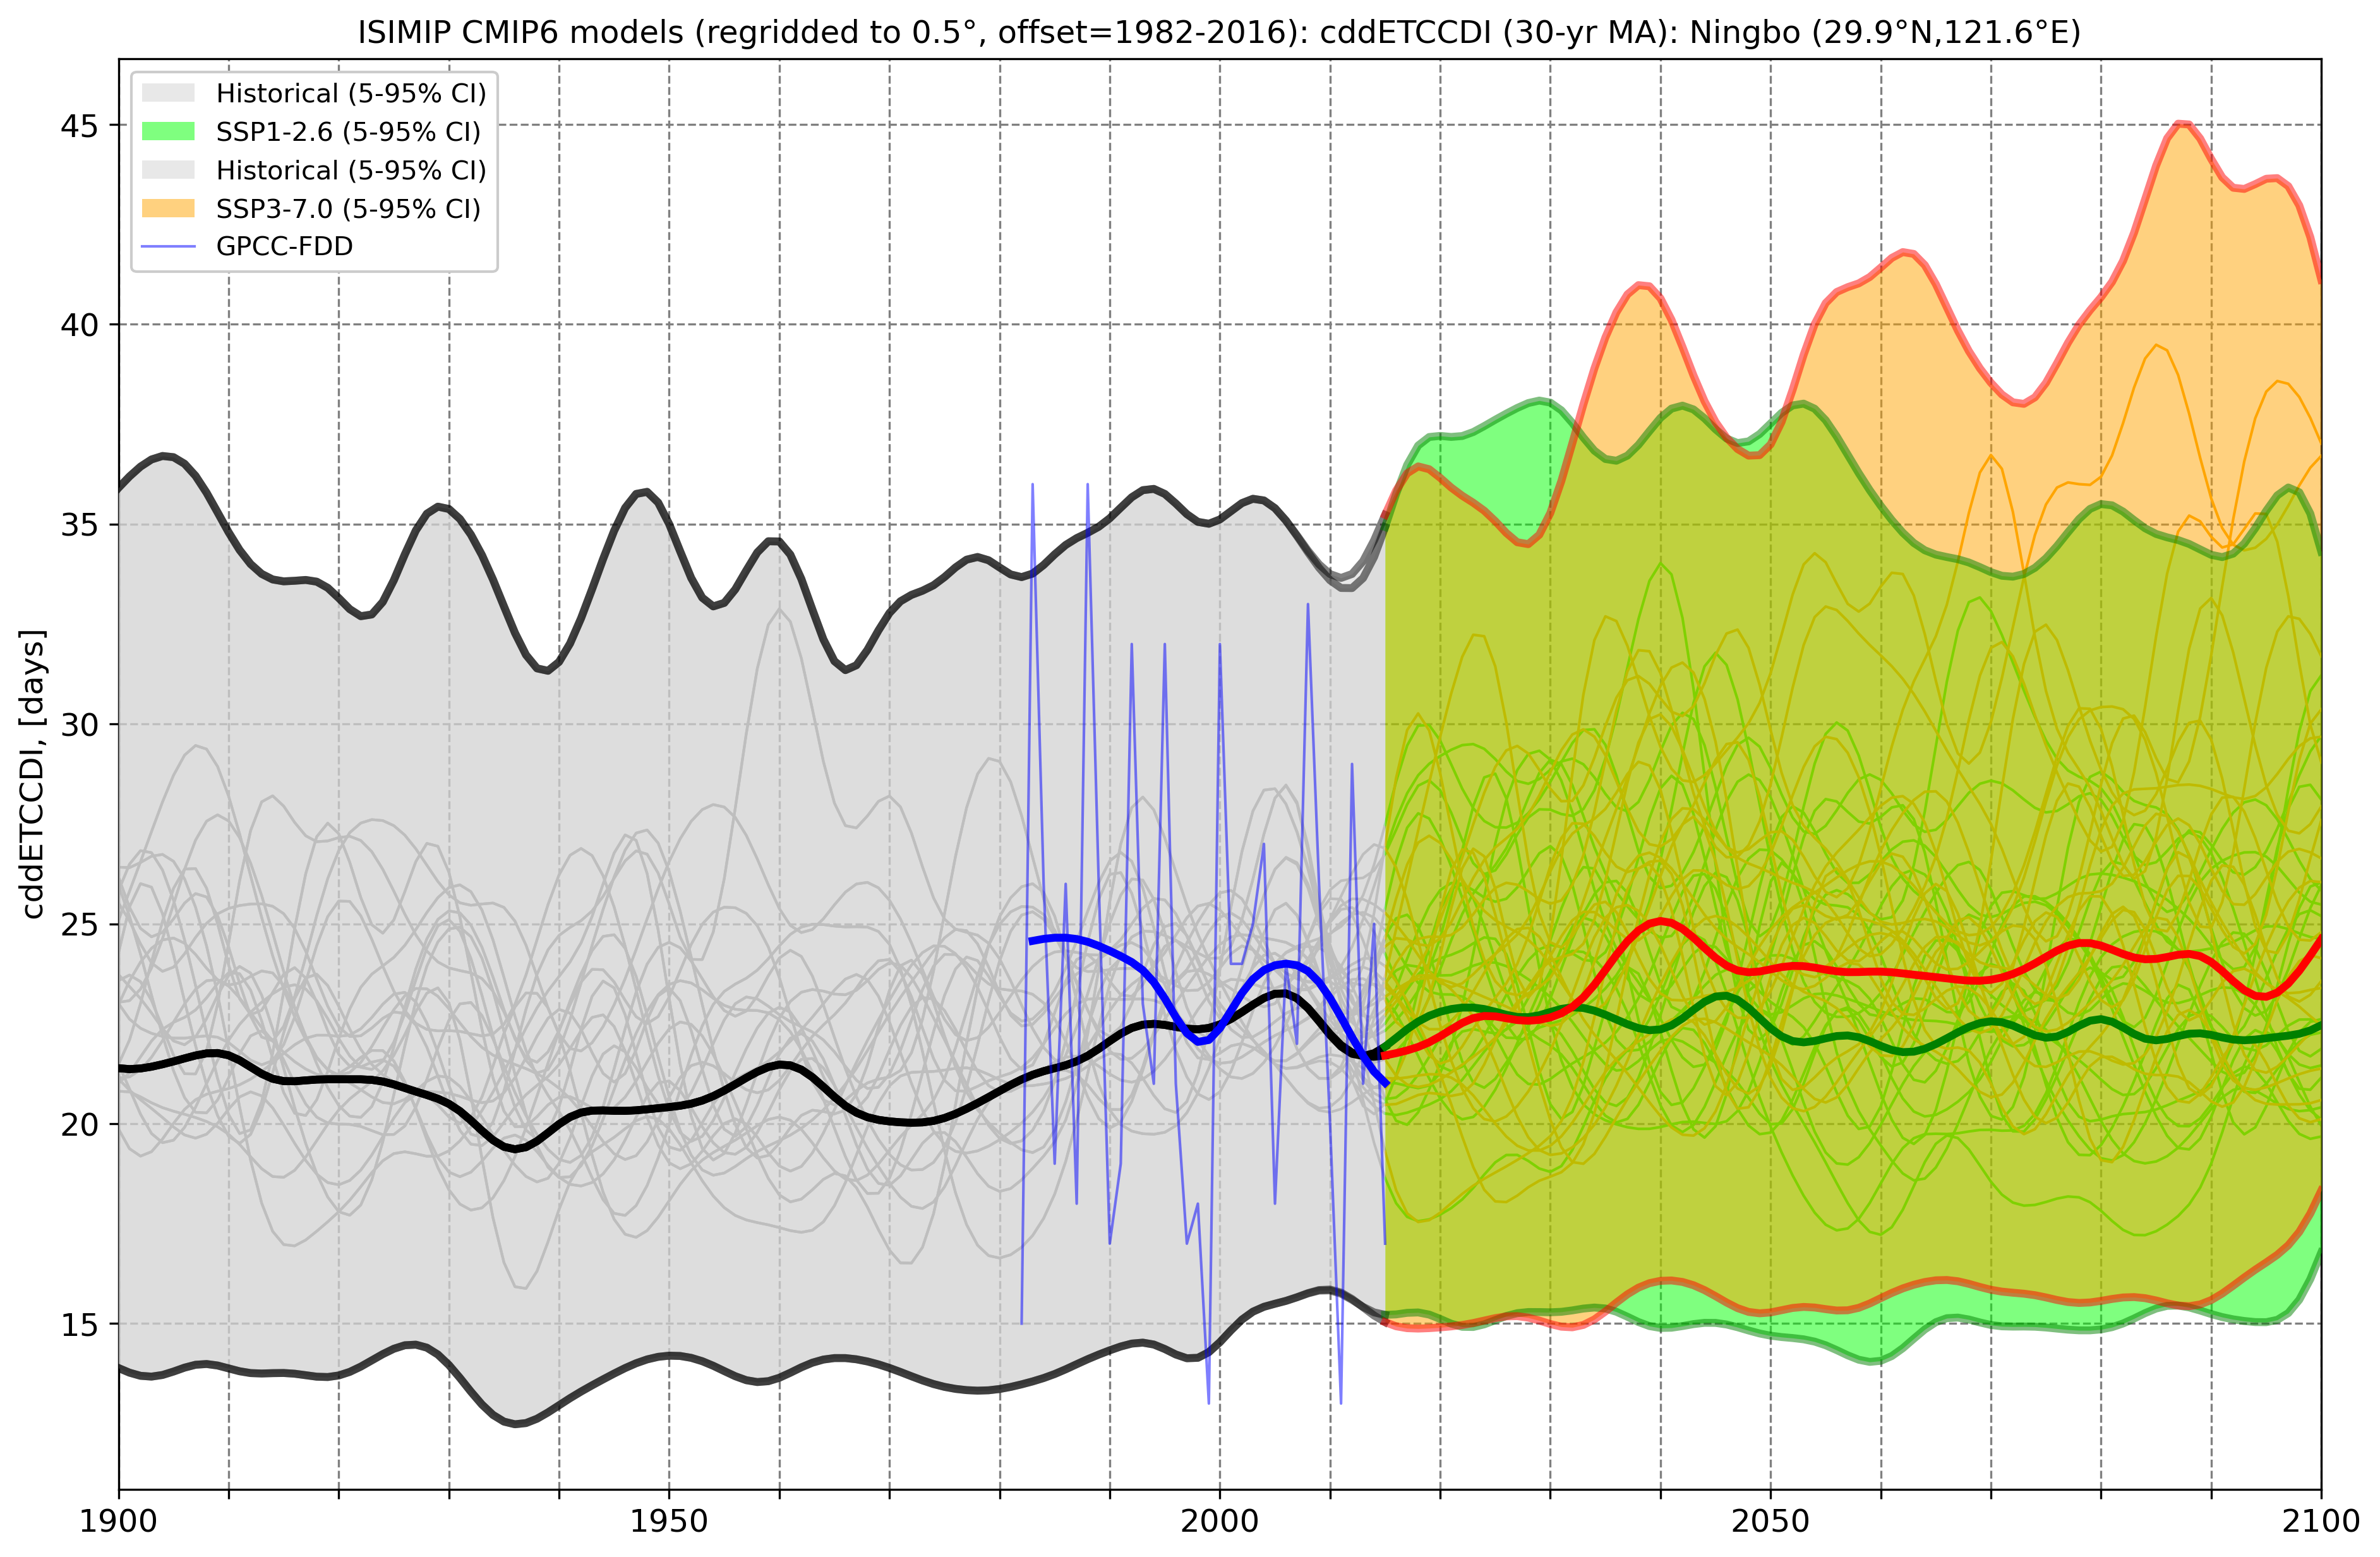 ISIMIP CMIP6 models (regridded to 0.5°, offset=1982-2016): cddETCCDI (30-yr MA): Ningbo (29.9°N,121.6°E)
Historical (5-95% CI)
SSP1-2.6 (5-95% CI)
Historical (5-95% CI)
SSP3-7.0 (5-95% CI)
GPCC-FDD
cddETCCDI, [days]
45
40
35
30
25
20
15
1900
1950
2000
2050
2100